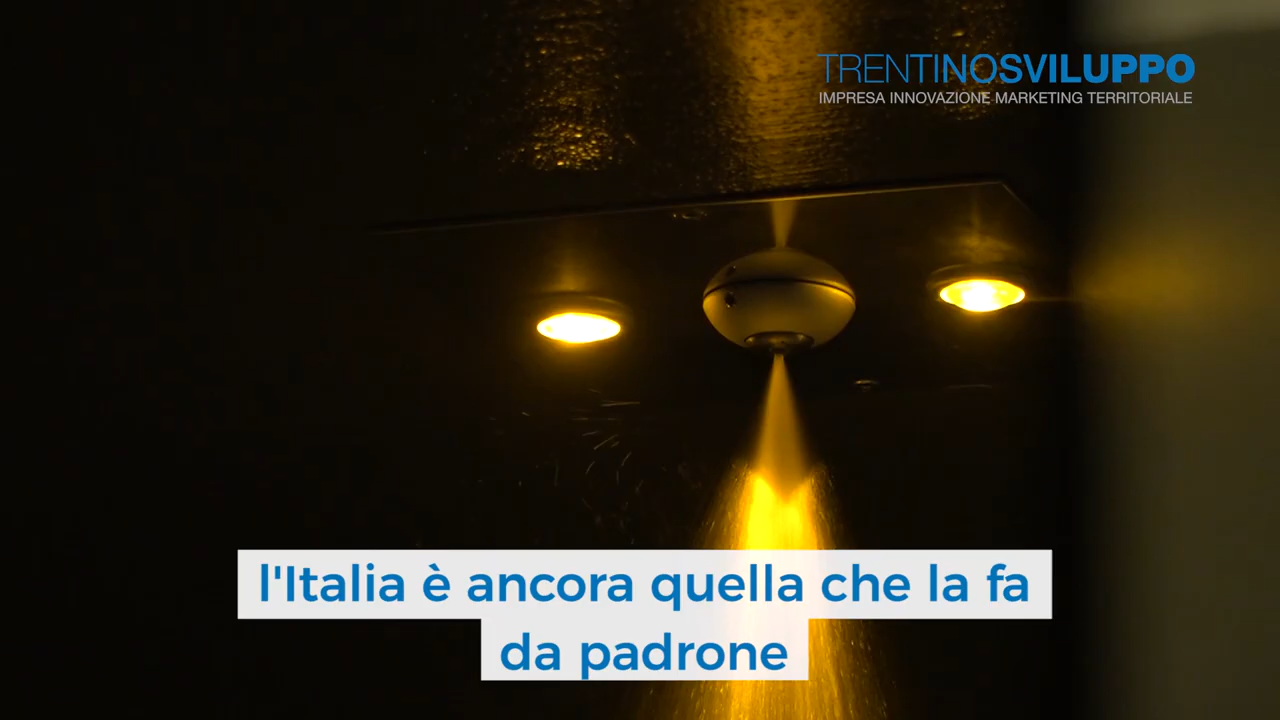 TRENTINOSVILUPPO
IMPRESA INNOVAZIONE MARKETING TERRITORIALE
l'Italia è ancora quella che la fa
da padrone